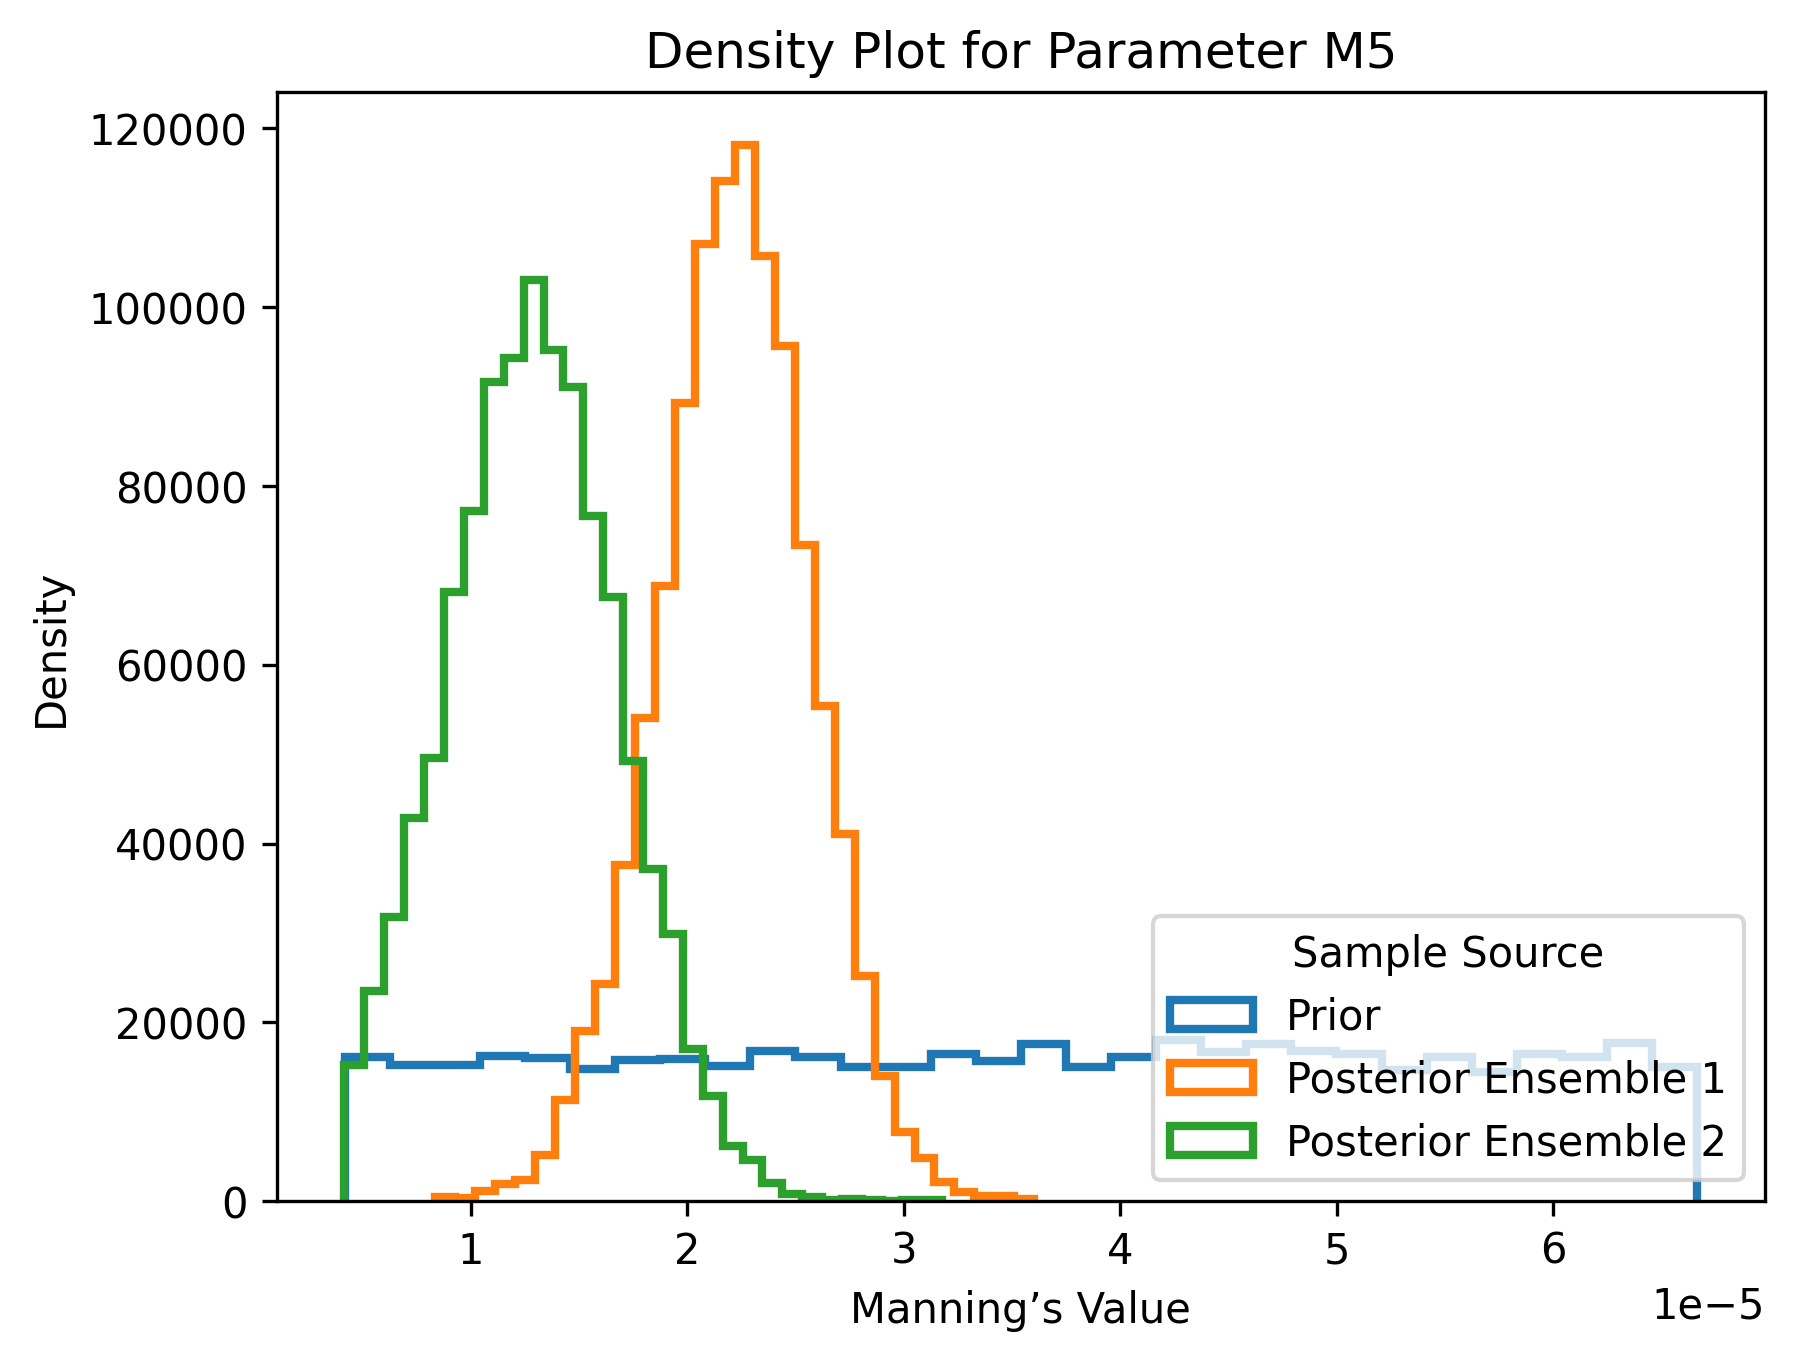 Density Plot for Parameter M5
120000
100000
80000
60000
40000
20000
0
Density
Sample Source
Prior
Posterior Ensemble 1
Posterior Ensemble 2
1 2 3 4 5 6
1e−5
Manning’s Value